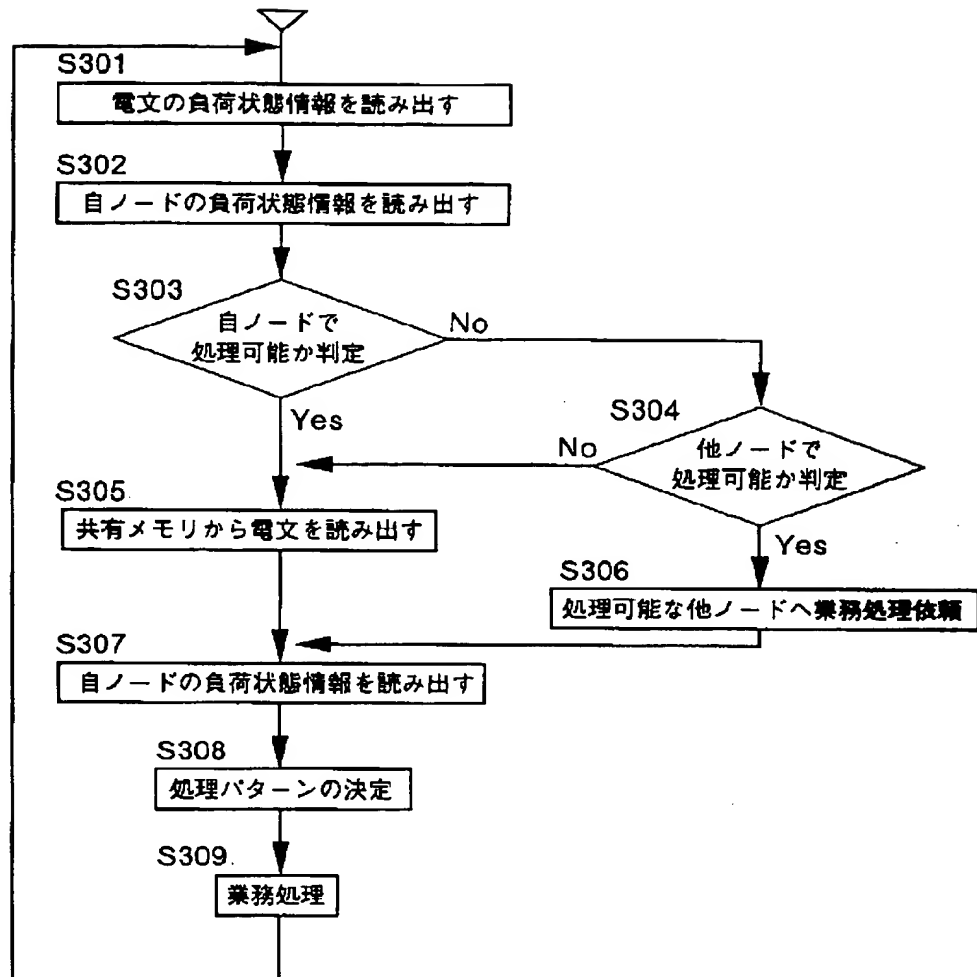 S301
電文の負荷状態情報を読み出す
S302
自ノードの負荷状態情報を読み出す
S303
自ノードで
処理可能か判定
No
Yes
S304
他ノードで
処理可能か判定
No
Yes
S305
共有メモリから電文を読み出す
S306
処理可能な他ノードへ業務処理依頼
S307
自ノードの負荷状態情報を読み出す
S308
処理パターンの決定
S309
業務処理